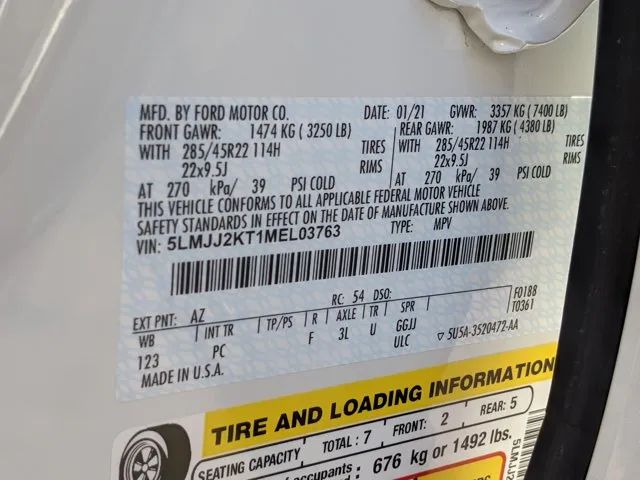 MFD. BY FORD MOTOR CO. DATE: 01/21 GVWR: 3357 KG ( 7400 LB)
FRONT GAWR: 1474 KG ( 3250 LB) REAR GAWR: 1987 KG ( 4380 LB)
WITH 285/45R22 114H TIRES WITH 285/45R22 114H TIRES
22x9.5J RIMS 22x9.5J RIMS
AT 270 kPa/ 39 PSI COLD AT 270 kPa/ 39 PSI COLD
THIS VEHICLE CONFORMS TO ALL APPLICABLE FEDERAL MOTOR VEHICLE
SAFETY STANDARDS IN EFFECT ON THE DATE OF MANUFACTURE SHOWN ABOVE.
VIN: 5LMJJ2KT1MEL03763 TYPE: MPV
EXT PNT: AZ RC: 54 DSO: F0188
WB INT TR TP/PS R AXLE TR SPR T0361
123 PC F 3L U GGJJ
ULC ▽ 5U5A-3520472-AA
MADE IN U.S.A.
TIRE AND LOADING INFORMATION
SEATING CAPACITY TOTAL: 7 FRONT: 2 REAR: 5
occupants 676 kg or 1492 lbs.
5LMJJ2